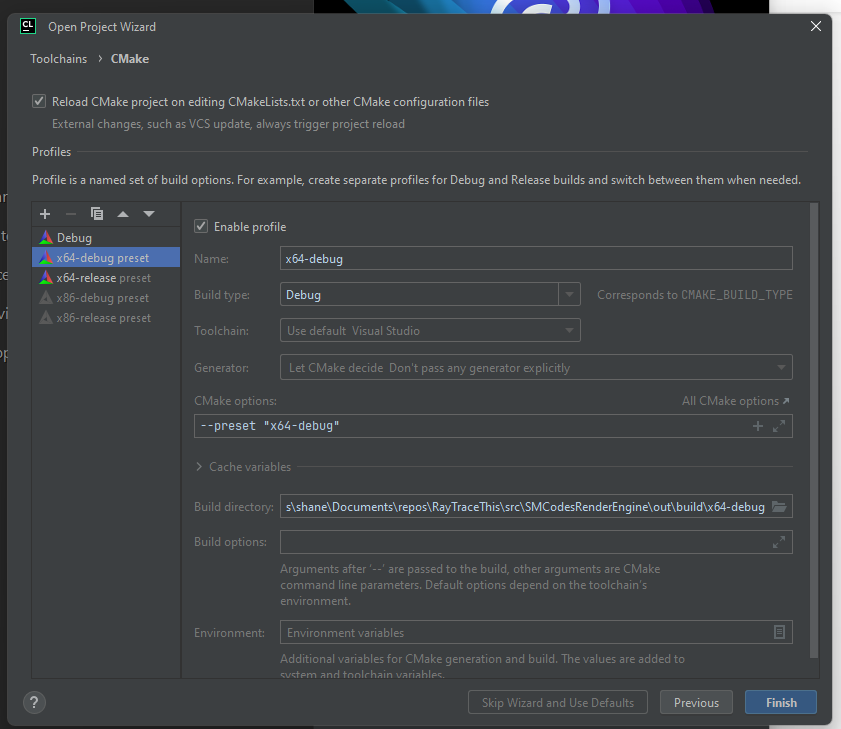 CL
Open Project Wizard
Toolchains › CMake
Reload CMake project on editing CMakeLists.txt or other CMake configuration files
External changes, such as VCS update, always trigger project reload
Profiles
Profile is a named set of build options. For example, create separate profiles for Debug and Release builds and switch between them when needed.
Debug
x64-debug preset
x64-release preset
x86-debug preset
x86-release preset
Enable profile
Name: x64-debug
Build type: Debug Corresponds to CMAKE_BUILD_TYPE
Toolchain: Use default Visual Studio
Generator: Let CMake decide Don't pass any generator explicitly
CMake options: All CMake options ↗
--preset "x64-debug"
Cache variables
Build directory: s\shane\Documents\repos\RayTraceThis\src\SMCodesRenderEngine\out\build\x64-debug
Build options:
Arguments after '--' are passed to the build, other arguments are CMake
command line parameters. Default options depend on the toolchain's
environment.
Environment: Environment variables
Additional variables for CMake generation and build. The values are added to
system and toolchain variables.
? Skip Wizard and Use Defaults Previous Finish